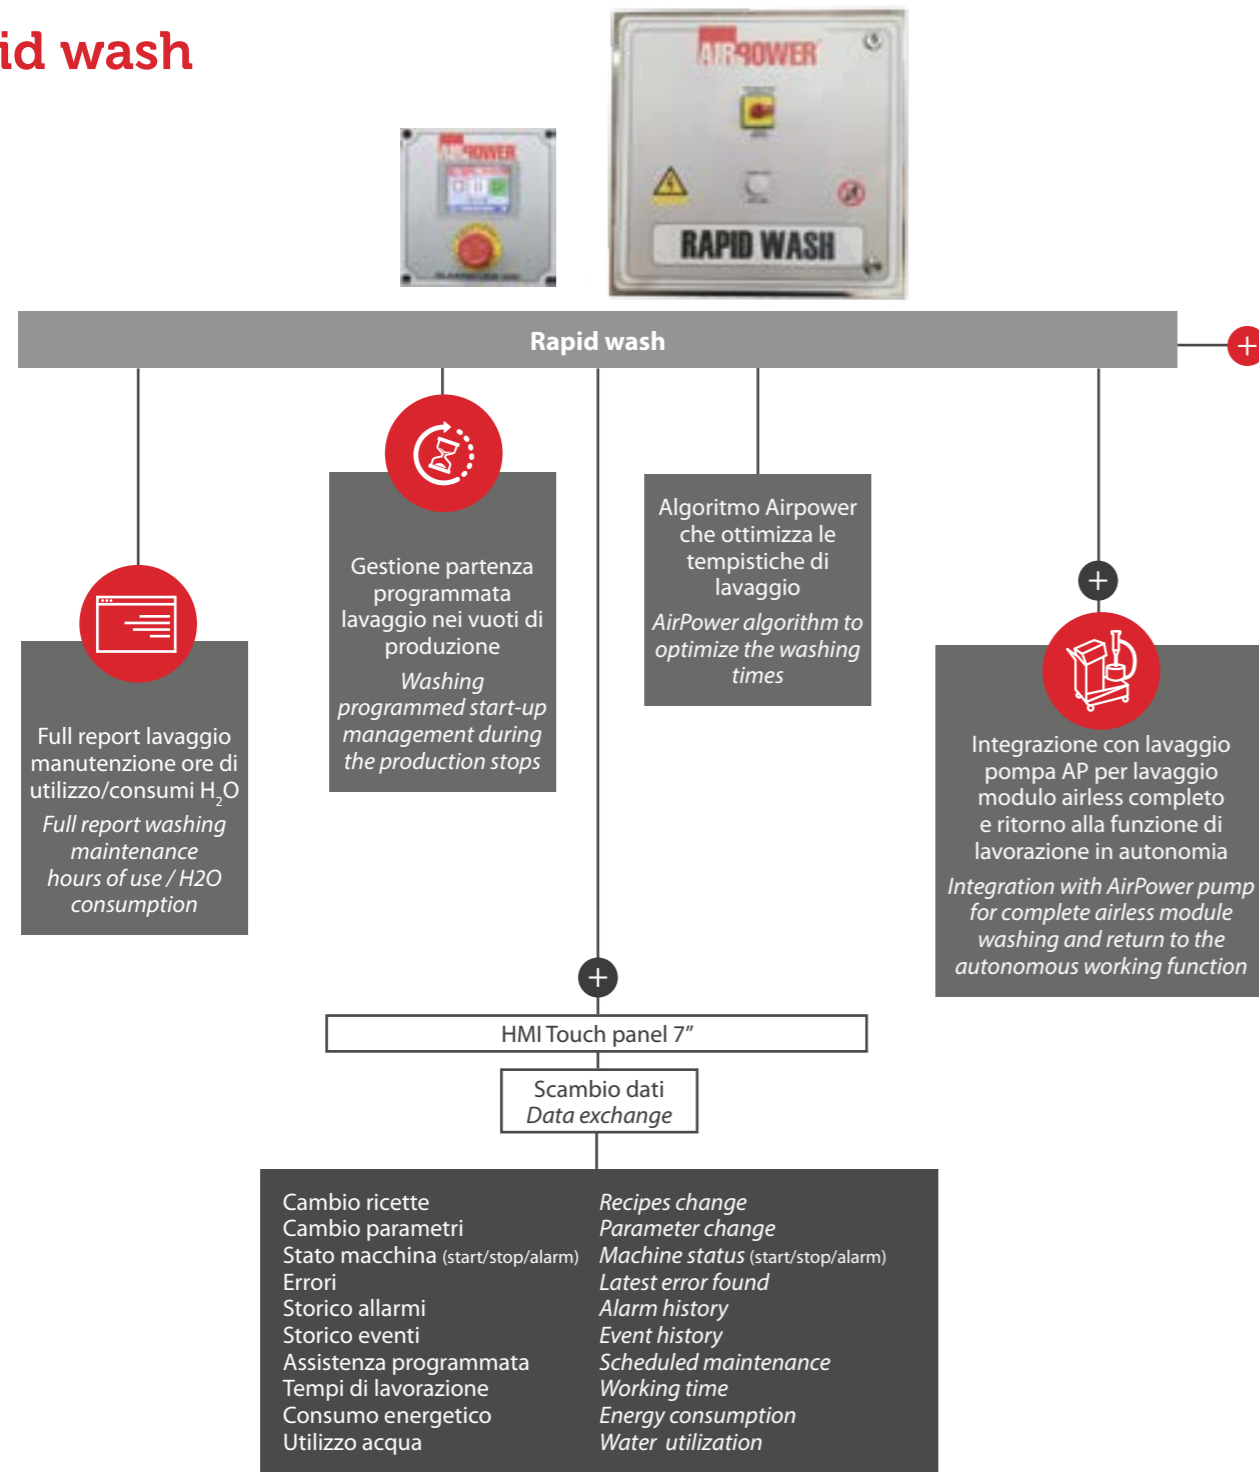 id wash
AIRPOWER
AIRPOWER
RAPID WASH
Rapid wash
Full report lavaggio
manutenzione ore di
utilizzo/consumi H₂O
Full report washing
maintenance
hours of use / H2O
consumption
Gestione partenza
programmata
lavaggio nei vuoti di
produzione
Washing
programmed start-up
management during
the production stops
Algoritmo Airpower
che ottimizza le
tempistiche di
lavaggio
AirPower algorithm to
optimize the washing
times
Integrazione con lavaggio
pompa AP per lavaggio
modulo airless completo
e ritorno alla funzione di
lavorazione in autonomia
Integration with AirPower pump
for complete airless module
washing and return to the
autonomous working function
HMI Touch panel 7”
Scambio dati
Data exchange
Cambio ricette Recipes change
Cambio parametri Parameter change
Stato macchina (start/stop/alarm) Machine status (start/stop/alarm)
Errori Latest error found
Storico allarmi Alarm history
Storico eventi Event history
Assistenza programmata Scheduled maintenance
Tempi di lavorazione Working time
Consumo energetico Energy consumption
Utilizzo acqua Water utilization